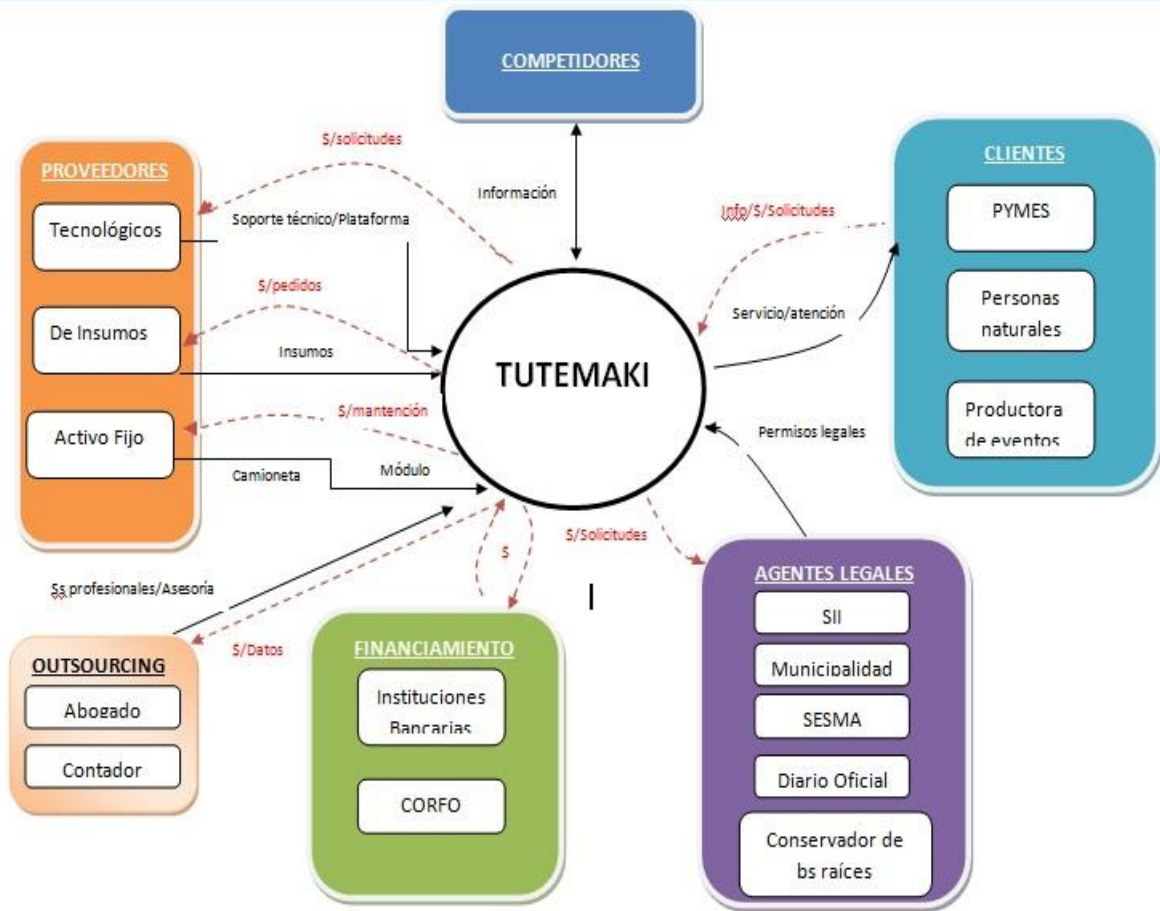 COMPETIDORES
$/solicitudes
PROVEEDORES
Tecnológicos
Soporte técnico/Plataforma
Información
Info/$/Solicitudes
CLIENTES
PYMES
Personas
naturales
Productora
de eventos
$/pedidos
De Insumos
Insumos
Servicio/atención
TUTEMAKI
$/mantención
Activo Fijo
Camioneta
Módulo
Permisos legales
$/Solicitudes
$
Ss profesionales/Asesoría
$/Datos
OUTSOURCING
Abogado
Contador
FINANCIAMIENTO
Instituciones
Bancarias
CORFO
AGENTES LEGALES
SII
Municipalidad
SESMA
Diario Oficial
Conservador de
bs raíces